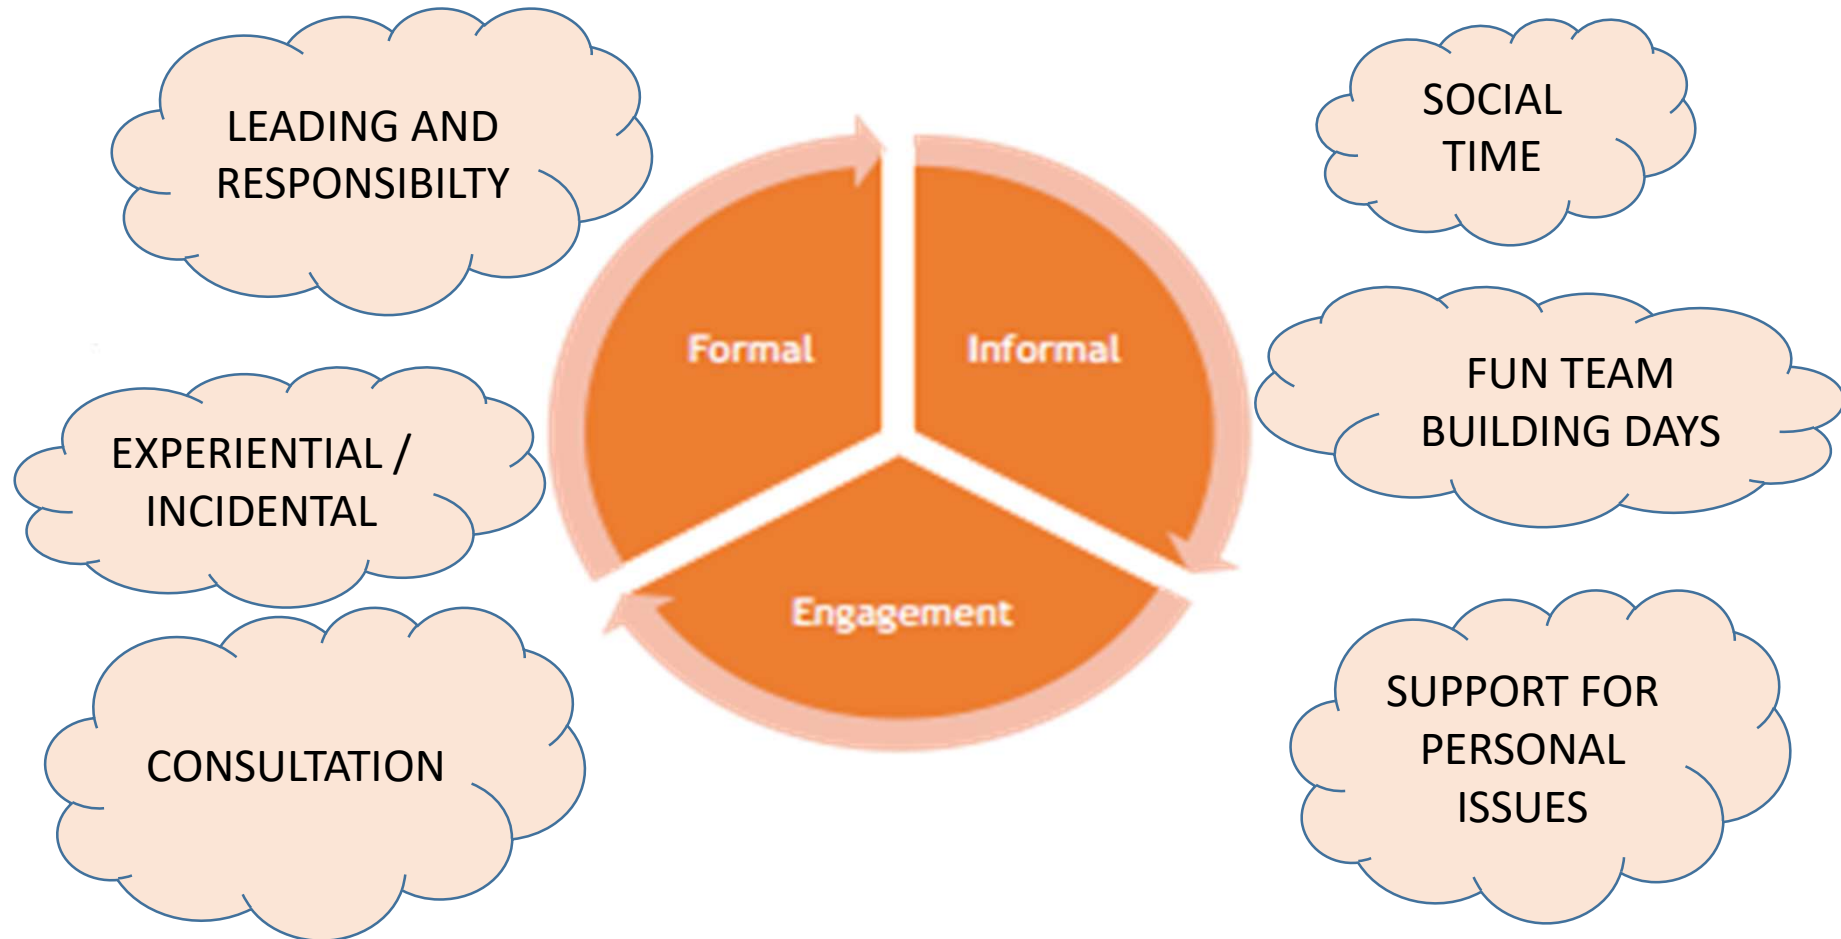 LEADING AND
RESPONSIBILTY
SOCIAL
TIME
Formal
Informal
FUN TEAM
BUILDING DAYS
EXPERIENTIAL /
INCIDENTAL
Engagement
CONSULTATION
SUPPORT FOR
PERSONAL
ISSUES